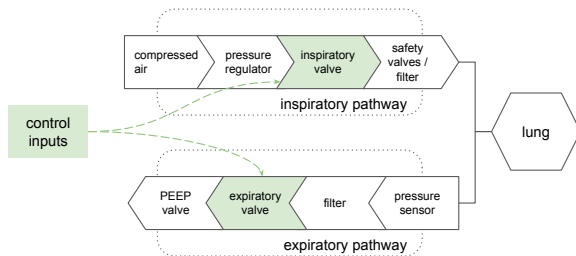 compressed
air
pressure
regulator
inspiratory
valve
safety
valves /
filter
inspiratory pathway
control
inputs
lung
PEEP
valve
expiratory
valve
filter
pressure
sensor
expiratory pathway